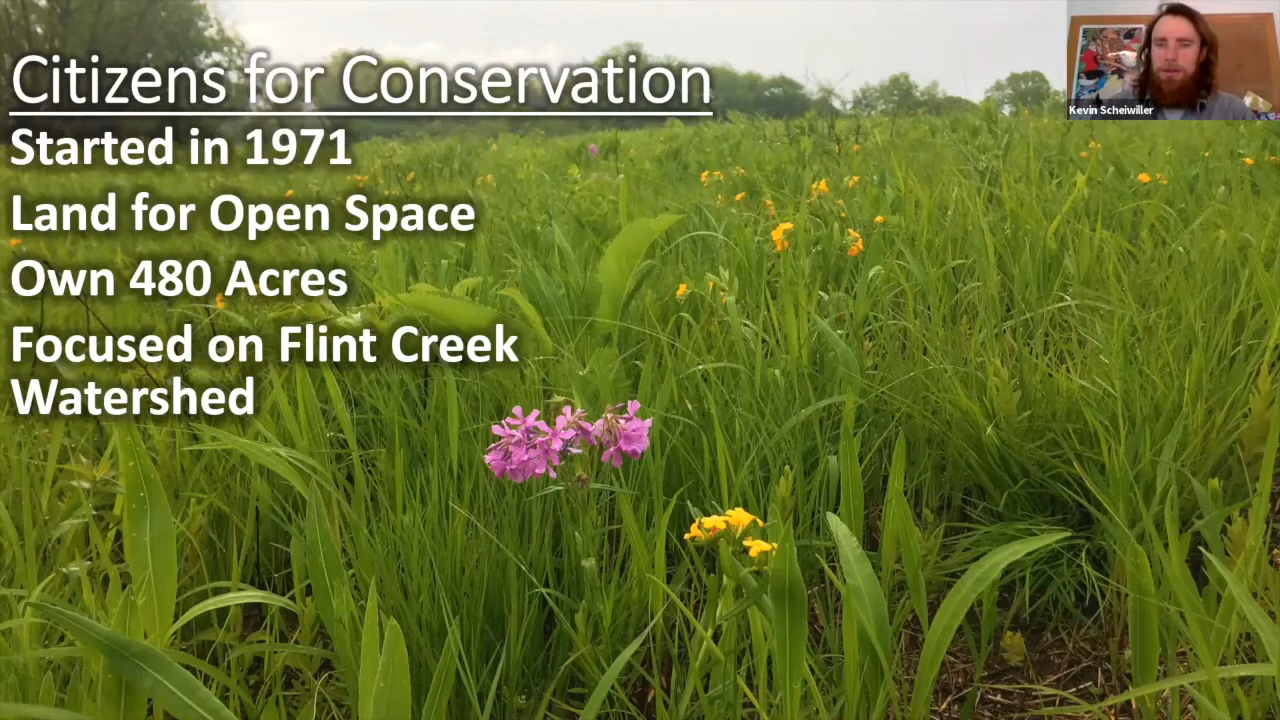 Citizens for Conservation
Kevin Scheiwiller
Started in 1971
Land for Open Space
Own 480 Acres
Focused on Flint Creek
Watershed